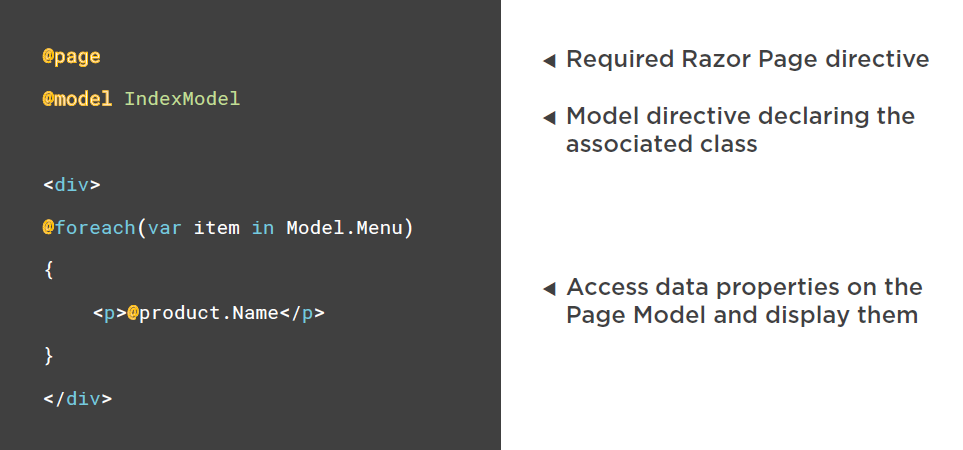 @page
@model IndexModel
<div>
@foreach(var item in Model.Menu)
{
<p>@product.Name</p>
}
</div>
◄ Required Razor Page directive
◄ Model directive declaring the
associated class
◄ Access data properties on the
Page Model and display them